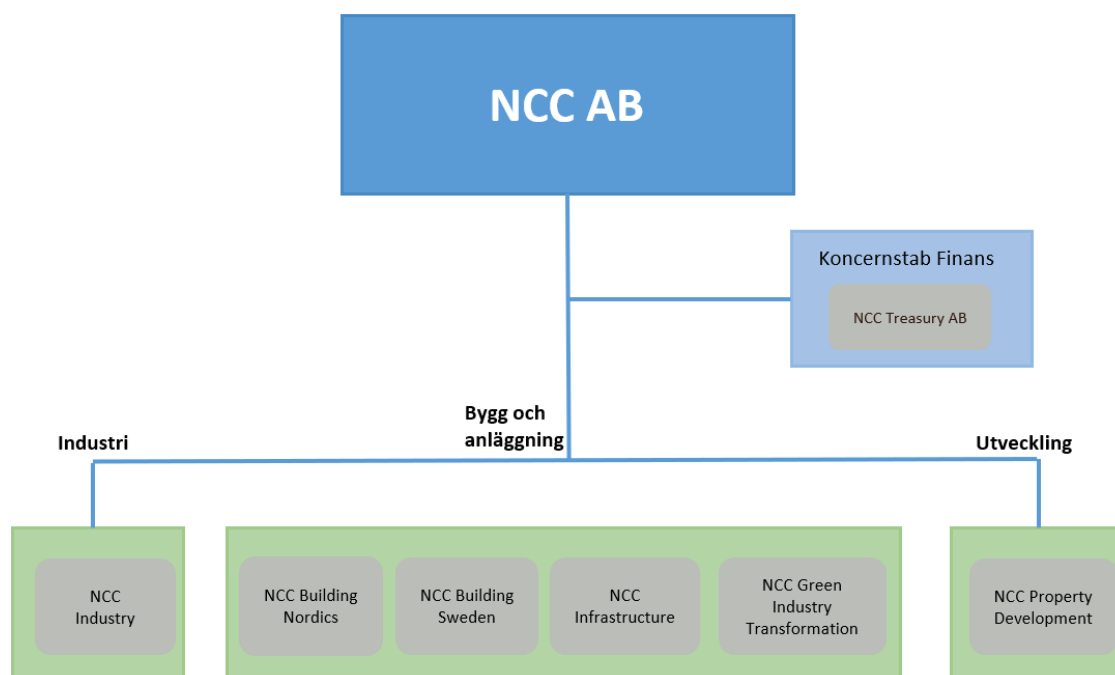 NCC AB
Koncernstab Finans
NCC Treasury AB
Industri
Bygg och
anläggning
Utveckling
NCC
Industry
NCC Building
Nordics
NCC Building
Sweden
NCC
Infrastructure
NCC Green
Industry
Transformation
NCC Property
Development